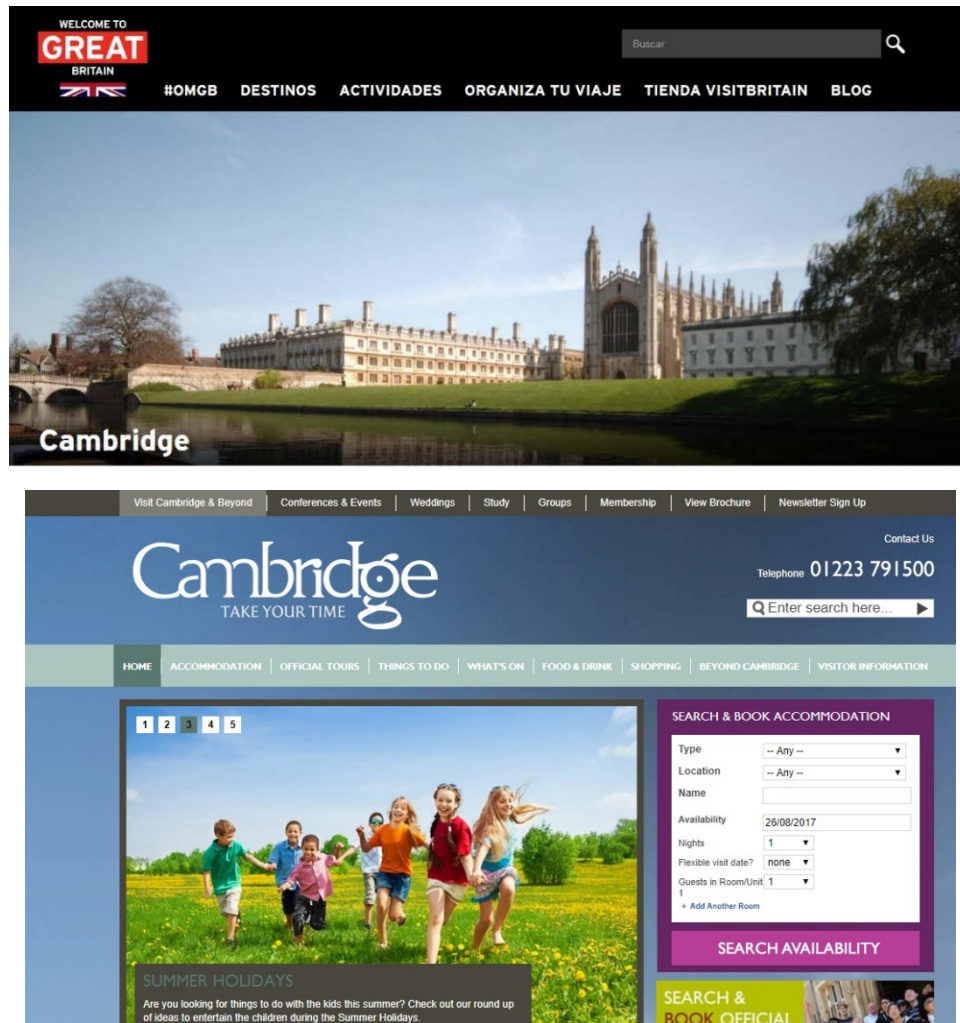 WELCOME TO
GREAT
BRITAIN
Buscar
#OMGB DESTINOS ACTIVIDADES ORGANIZA TU VIAJE TIENDA VISITBRITAIN BLOG
Cambridge
Visit Cambridge & Beyond Conferences & Events Weddings Study Groups Membership View Brochure Newsletter Sign Up
Contact Us
Cambridge
TAKE YOUR TIME
Telephone 01223 791500
Enter search here...
HOME ACCOMMODATION OFFICIAL TOURS THINGS TO DO WHAT'S ON FOOD & DRINK SHOPPING BEYOND CAMBRIDGE VISITOR INFORMATION
1 2 3 4 5
SUMMER HOLIDAYS
Are you looking for things to do with the kids this summer? Check out our round up
of ideas to entertain the children during the Summer Holidays.
SEARCH & BOOK ACCOMMODATION
Type -- Any --
Location -- Any --
Name
Availability 26/08/2017
Nights 1
Flexible visit date? none
Guests in Room/Unit 1
1
+ Add Another Room
SEARCH AVAILABILITY
SEARCH &
BOOK OFFICIAL